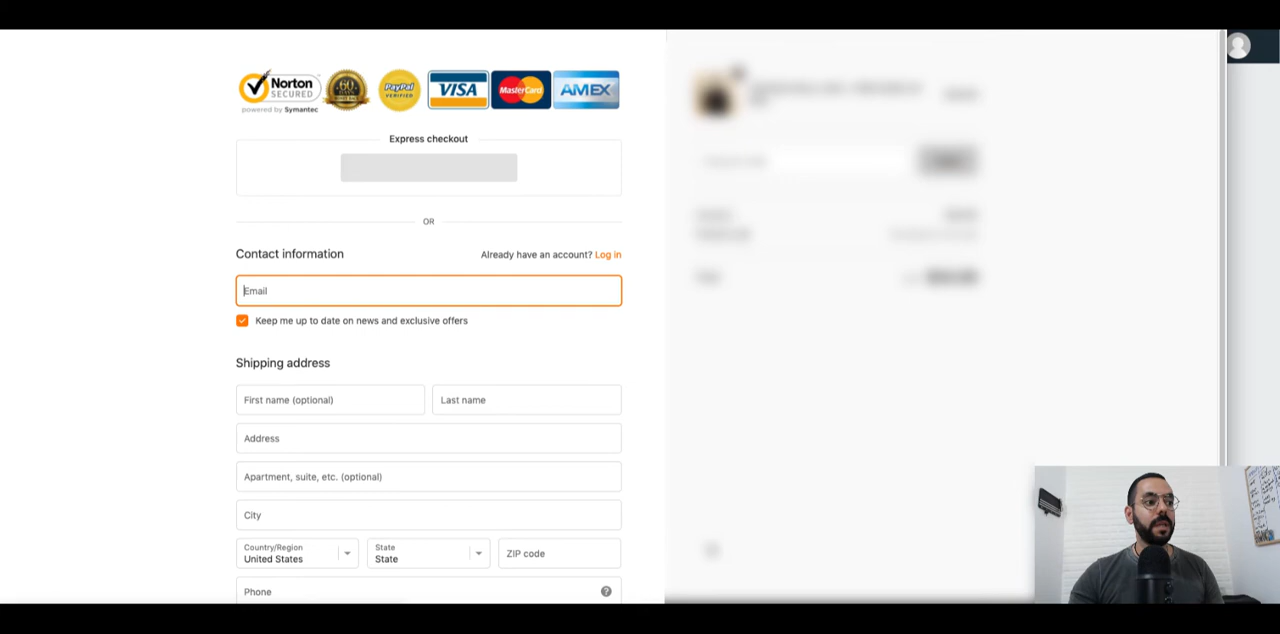 Norton
SECURED
powered by Symantec
60
PayPal
VERIFIED
VISA
MasterCard
AMEX
Express checkout
OR
Contact information
Already have an account? Log in
Email
Keep me up to date on news and exclusive offers
Shipping address
First name (optional)
Last name
Address
Apartment, suite, etc. (optional)
City
Country/Region
United States
State
State
ZIP code
Phone
?